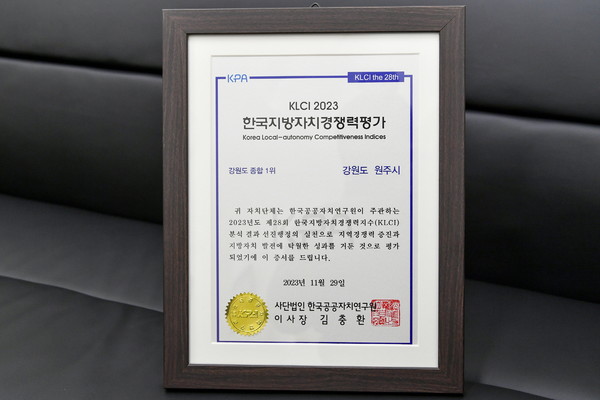 KPA
KLCI the 28th
KLCI 2023
한국지방자치경쟁력평가
Korea Local-autonomy Competitiveness Indices
강원도 종합 1위
강원도 원주시
귀 자치단체는 한국공공자치연구원이 주관하는
2023년도 제28회 한국지방자치경쟁력지수(KLCI)
분석 결과 선진행정의 실천으로 지역경쟁력 증진과
지방자치 발전에 탁월한 성과를 거둔 것으로 평가
되었기에 이 증서를 드립니다.
2023년 11월 29일
사단법인 한국공공자치연구원
이사장 김충환
KPA